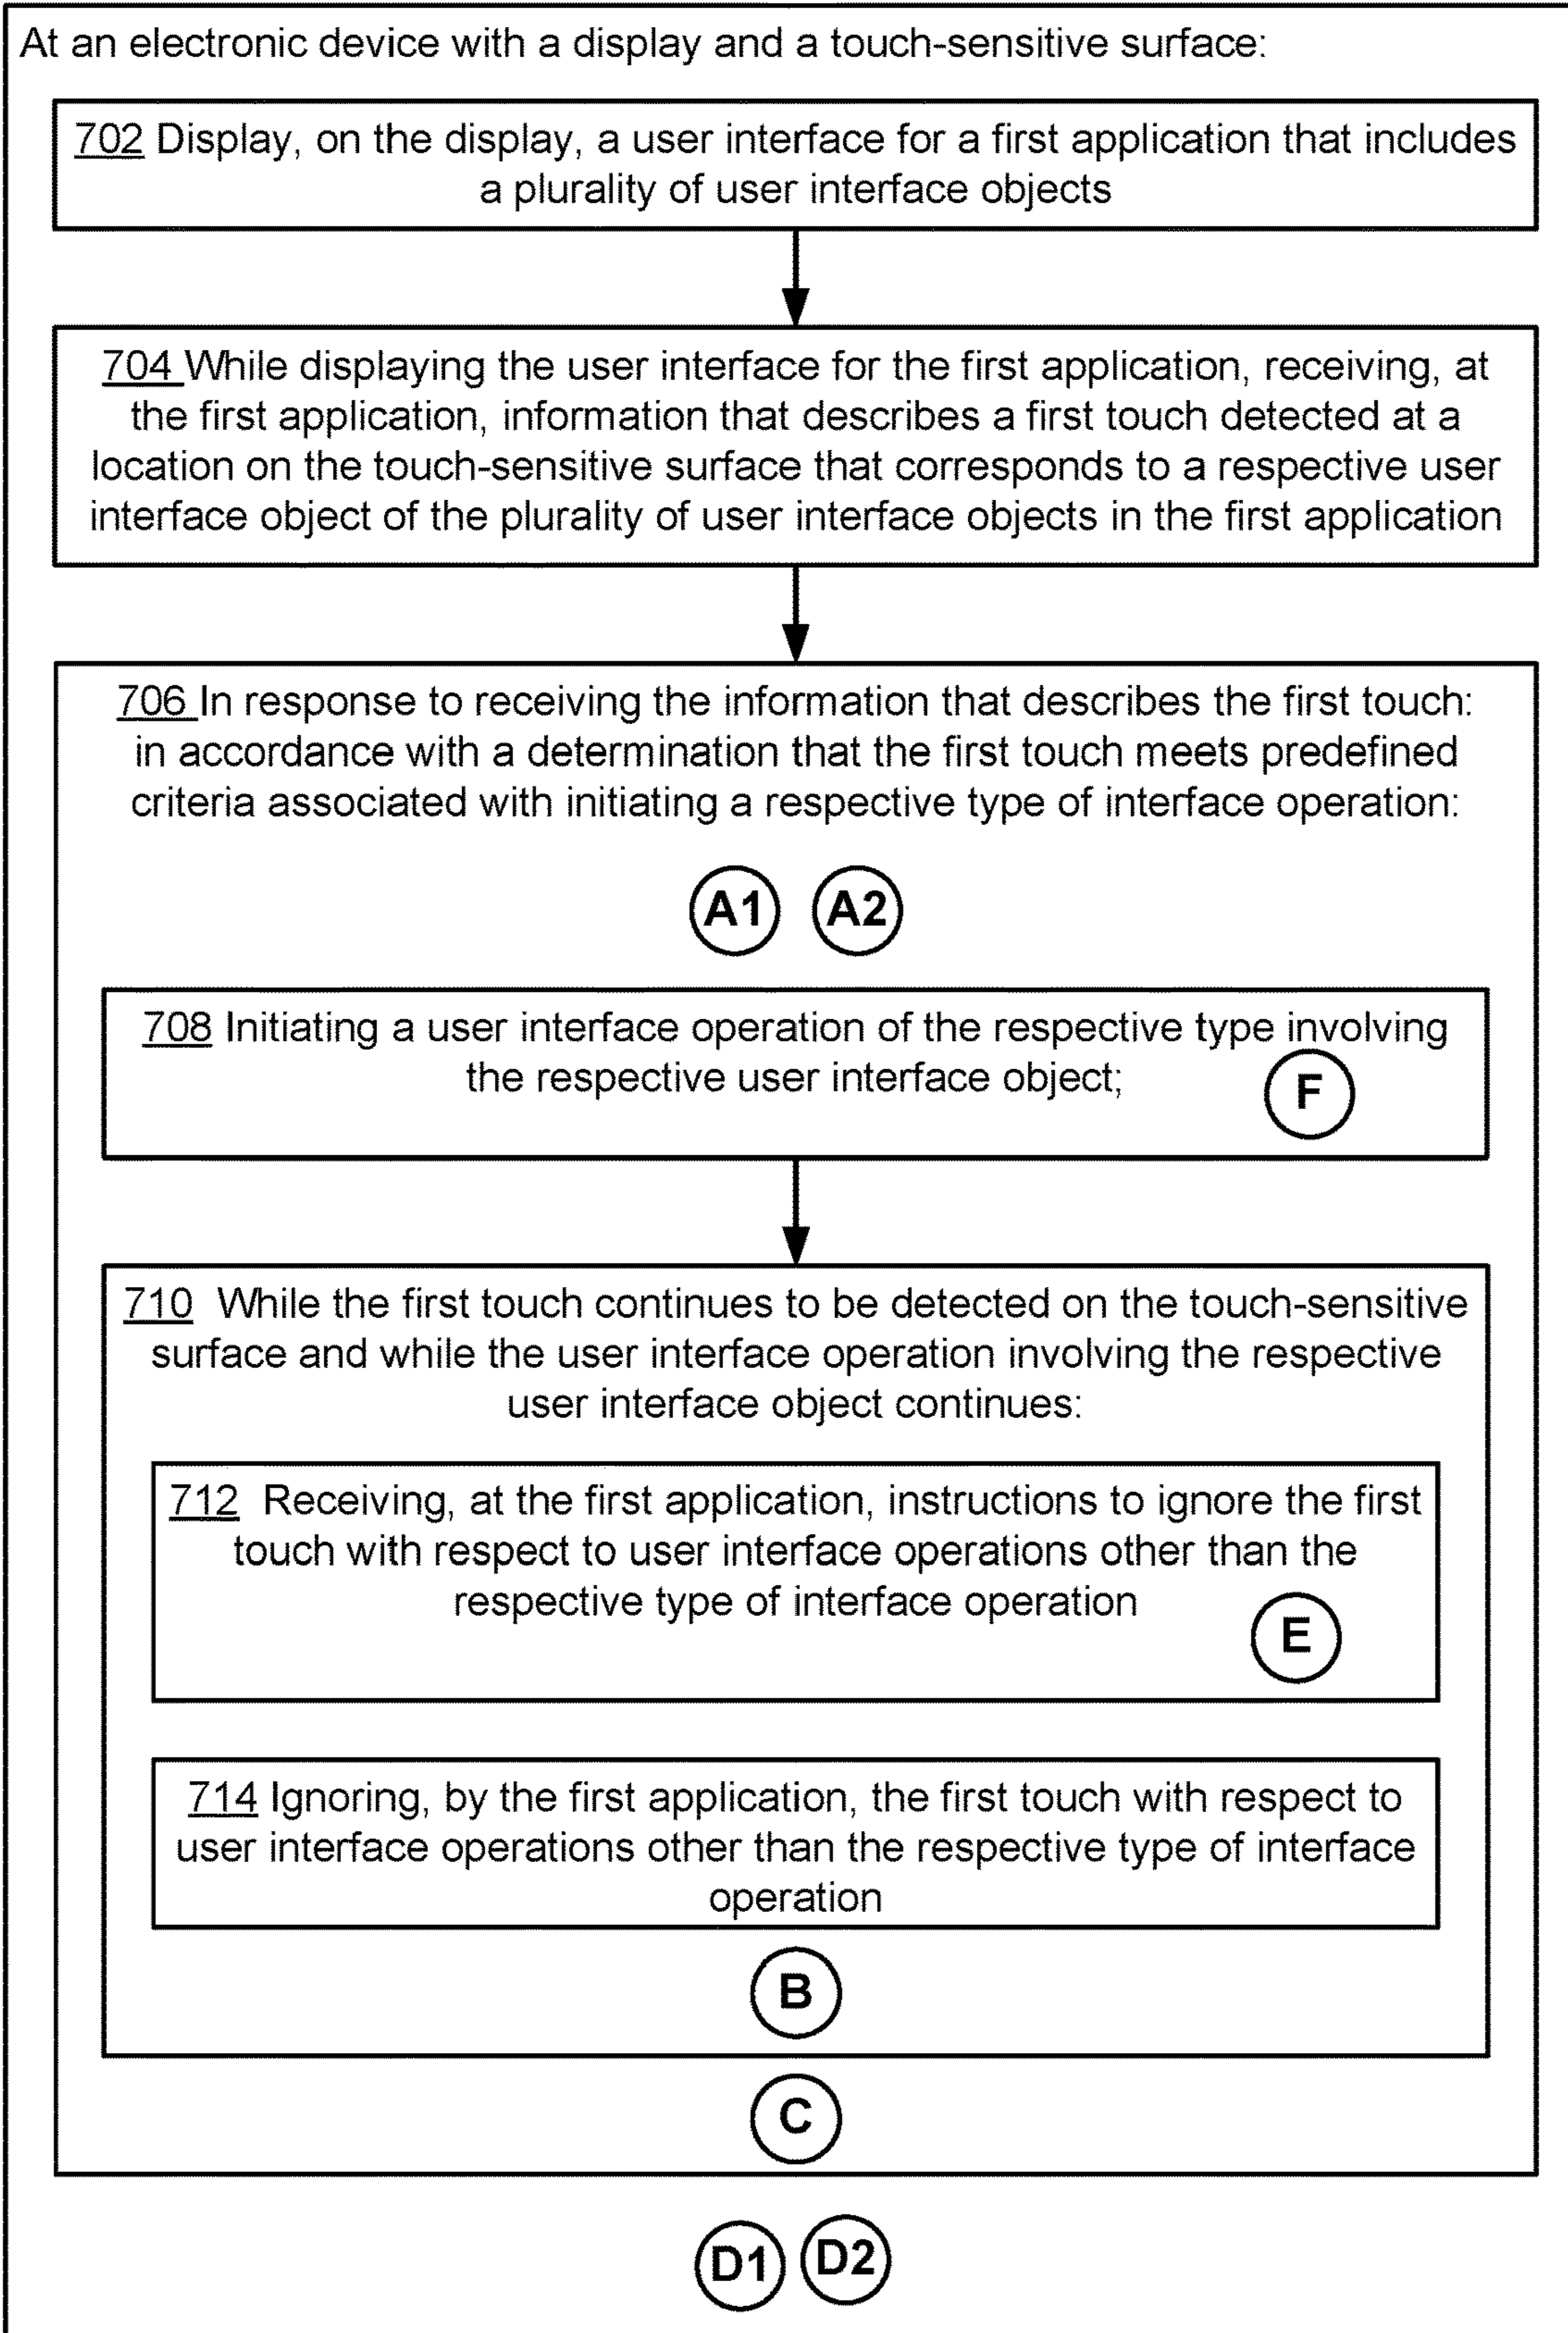 At an electronic device with a display and a touch-sensitive surface:
702 Display, on the display, a user interface for a first application that includes
a plurality of user interface objects
704 While displaying the user interface for the first application, receiving, at
the first application, information that describes a first touch detected at a
location on the touch-sensitive surface that corresponds to a respective user
interface object of the plurality of user interface objects in the first application
706 In response to receiving the information that describes the first touch:
in accordance with a determination that the first touch meets predefined
criteria associated with initiating a respective type of interface operation:
A1 A2
708 Initiating a user interface operation of the respective type involving
the respective user interface object;
F
710 While the first touch continues to be detected on the touch-sensitive
surface and while the user interface operation involving the respective
user interface object continues:
712 Receiving, at the first application, instructions to ignore the first
touch with respect to user interface operations other than the
respective type of interface operation
E
714 Ignoring, by the first application, the first touch with respect to
user interface operations other than the respective type of interface
operation
B
C
D1 D2